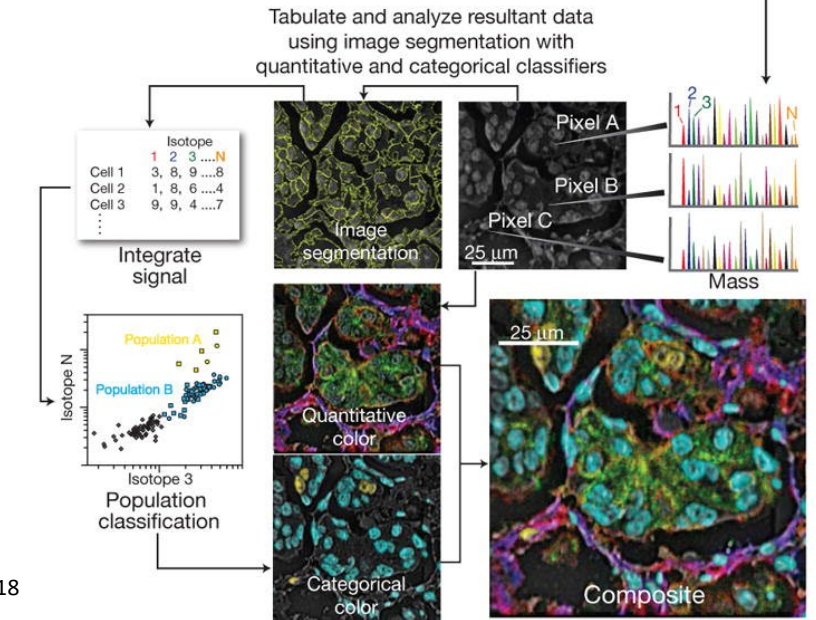 Tabulate and analyze resultant data
using image segmentation with
quantitative and categorical classifiers
Isotope
1 2 3 ....N
Cell 1 3, 8, 9 ....8
Cell 2 1, 8, 6 ....4
Cell 3 9, 9, 4 ....7
Integrate
signal
Image
segmentation
Pixel A
Pixel B
Pixel C
25 μm
1 2 3 N
Mass
Population A
Population B
Isotope N
Isotope 3
Population
classification
Quantitative
color
Categorical
color
25 μm
Composite
18